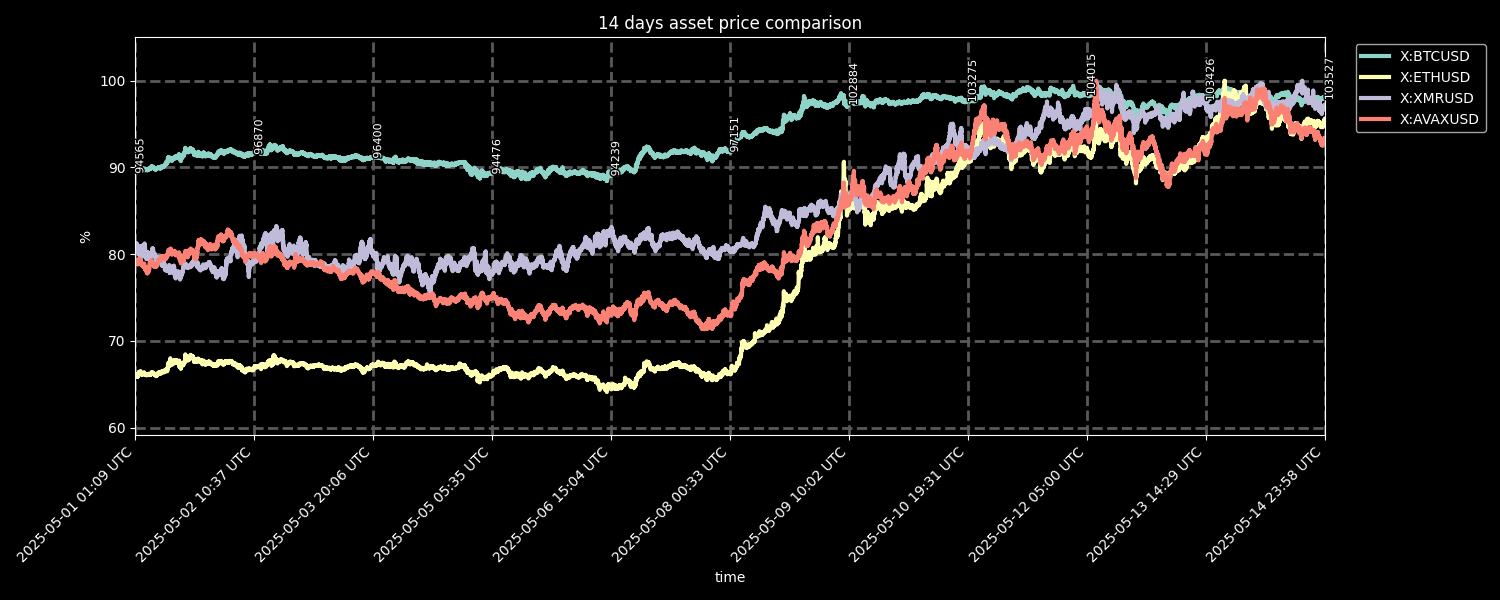 14 days asset price comparison
X:BTCUSD
X:ETHUSD
X:XMRUSD
X:AVAXUSD
%
100
90
80
70
60
94565
96870
96400
94476
94239
97151
102884
103275
104015
103426
103527
2025-05-01 01:09 UTC
2025-05-02 10:37 UTC
2025-05-03 20:06 UTC
2025-05-05 05:35 UTC
2025-05-06 15:04 UTC
2025-05-08 00:33 UTC
2025-05-09 10:02 UTC
2025-05-10 19:31 UTC
2025-05-12 05:00 UTC
2025-05-13 14:29 UTC
2025-05-14 23:58 UTC
time